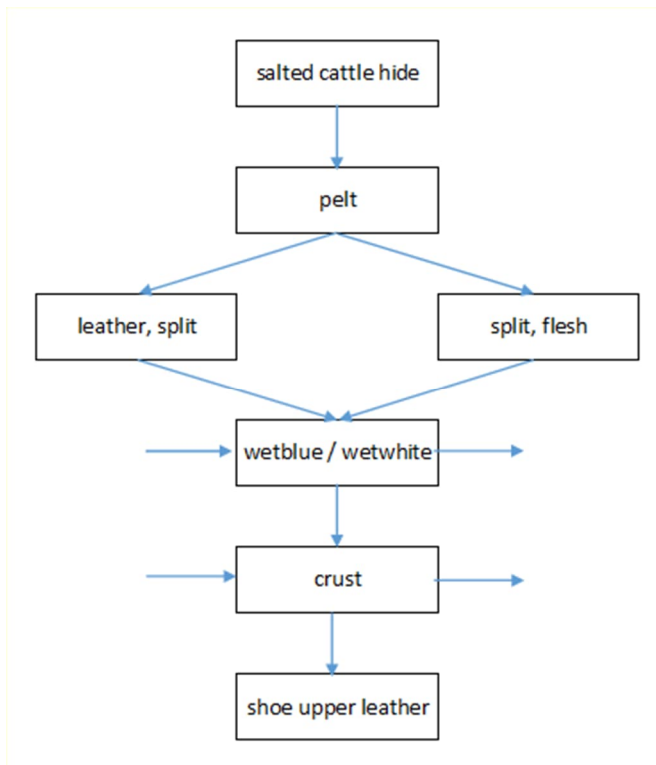 salted cattle hide
pelt
leather, split
split, flesh
wetblue / wetwhite
crust
shoe upper leather